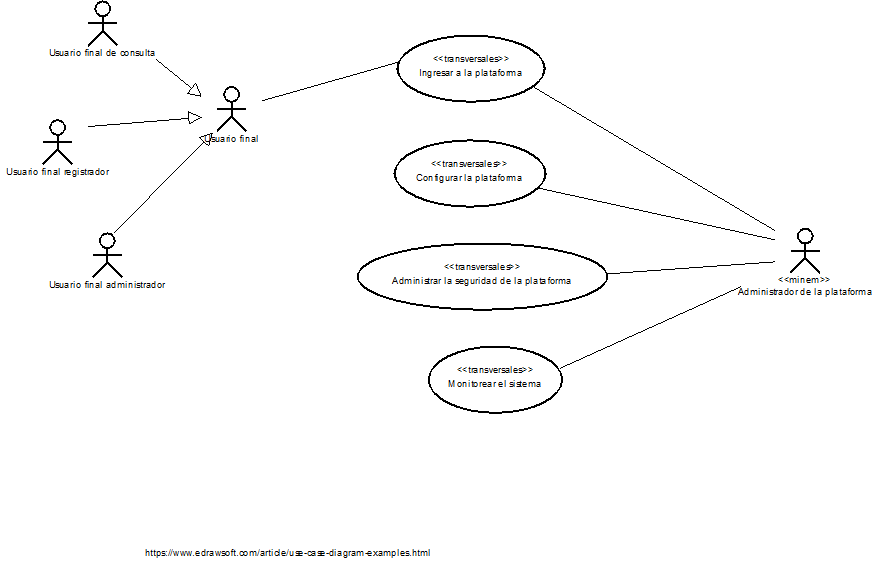 Usuario final de consulta
<<transversales>>
Ingresar a la plataforma
Usuario final
Usuario final registrador
<<transversales>>
Configurar la plataforma
Usuario final administrador
<<transversales>>
Administrar la seguridad de la plataforma
<<minem>>
Administrador de la plataforma
<<transversales>>
Monitorear el sistema
https://www.edrawsoft.com/article/use-case-diagram-examples.html